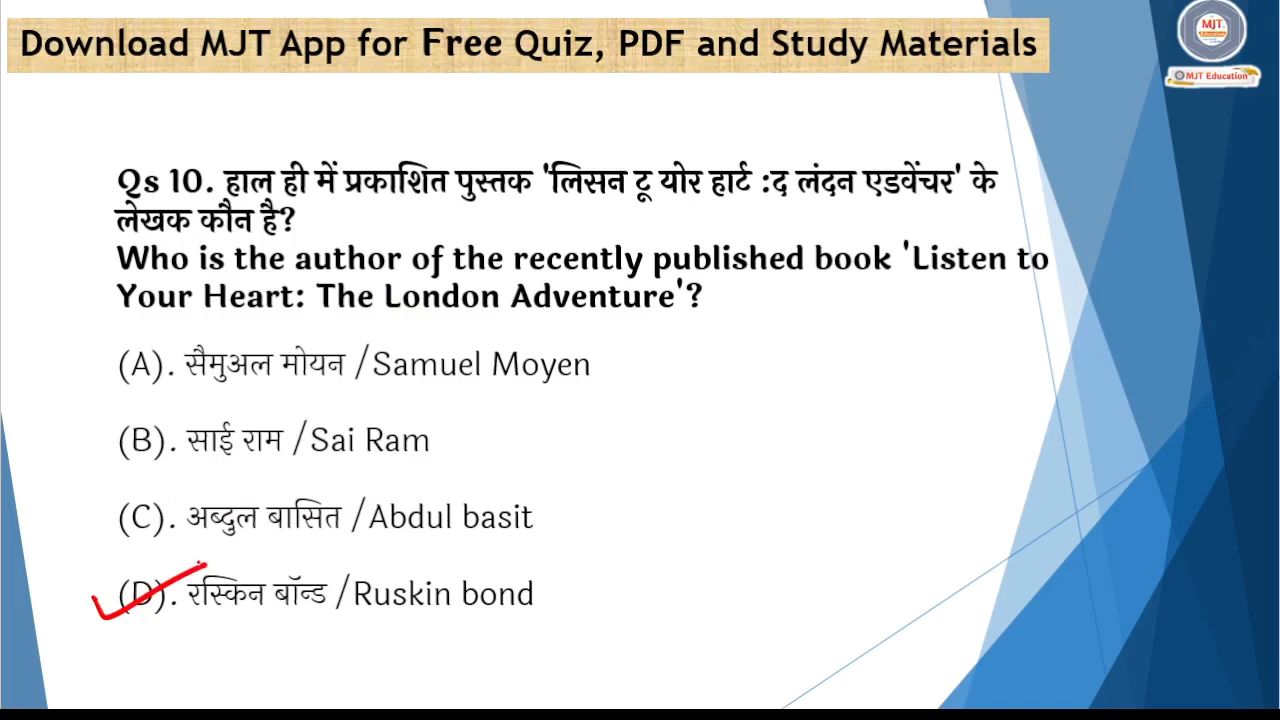 Download MJT App for Free Quiz, PDF and Study Materials
MJT
Education
MJT Education
Qs 10. हाल ही में प्रकाशित पुस्तक 'लिसन टू योर हार्ट :द लंदन एडवेंचर' के
लेखक कौन है?
Who is the author of the recently published book 'Listen to
Your Heart: The London Adventure'?
(A). सैमुअल मोयन /Samuel Moyen
(B). साई राम /Sai Ram
(C). अब्दुल बासित /Abdul basit
(D). रस्किन बॉन्ड /Ruskin bond